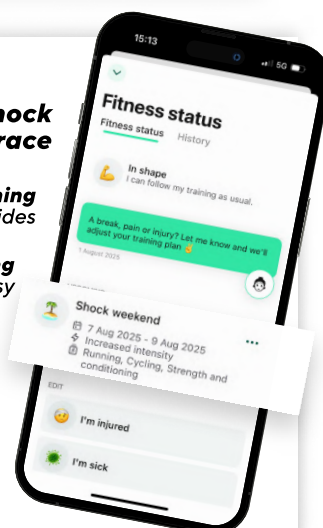 nock
race
ning
ides
ng
sy
15:13
5G
Fitness status
Fitness status
History
In shape
I can follow my training as usual.
A break, pain or injury? Let me know and we'll
adjust your training plan
1 August 2025
Shock weekend
7 Aug 2025 - 9 Aug 2025
Increased intensity
Running, Cycling, Strength and
conditioning
EDIT
I'm injured
I'm sick